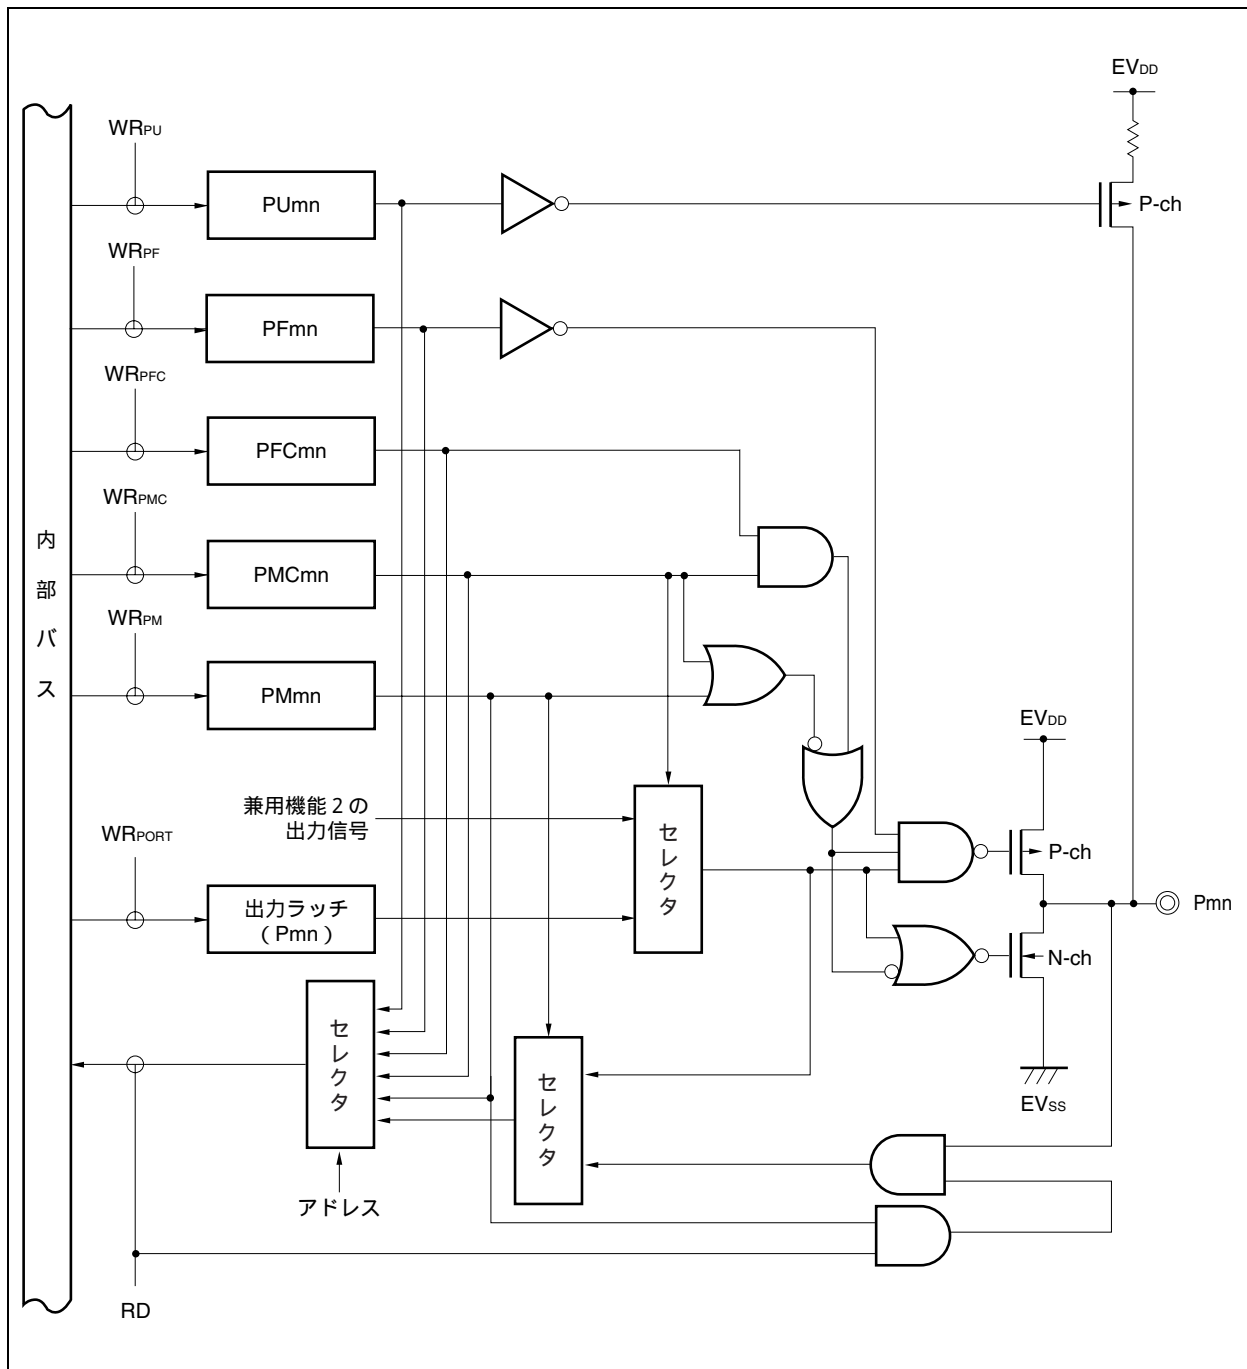 EVDD
WRPU
PUmn
P-ch
WRPF
PFmn
WRPFC
PFCmn
WRPMC
PMCmn
内部バス
WRPM
PMmn
EVDD
兼用機能2の
出力信号
セレクタ
WRPORT
P-ch
出力ラッチ
(Pmn)
Pmn
N-ch
セレクタ
セレクタ
EVSS
アドレス
RD